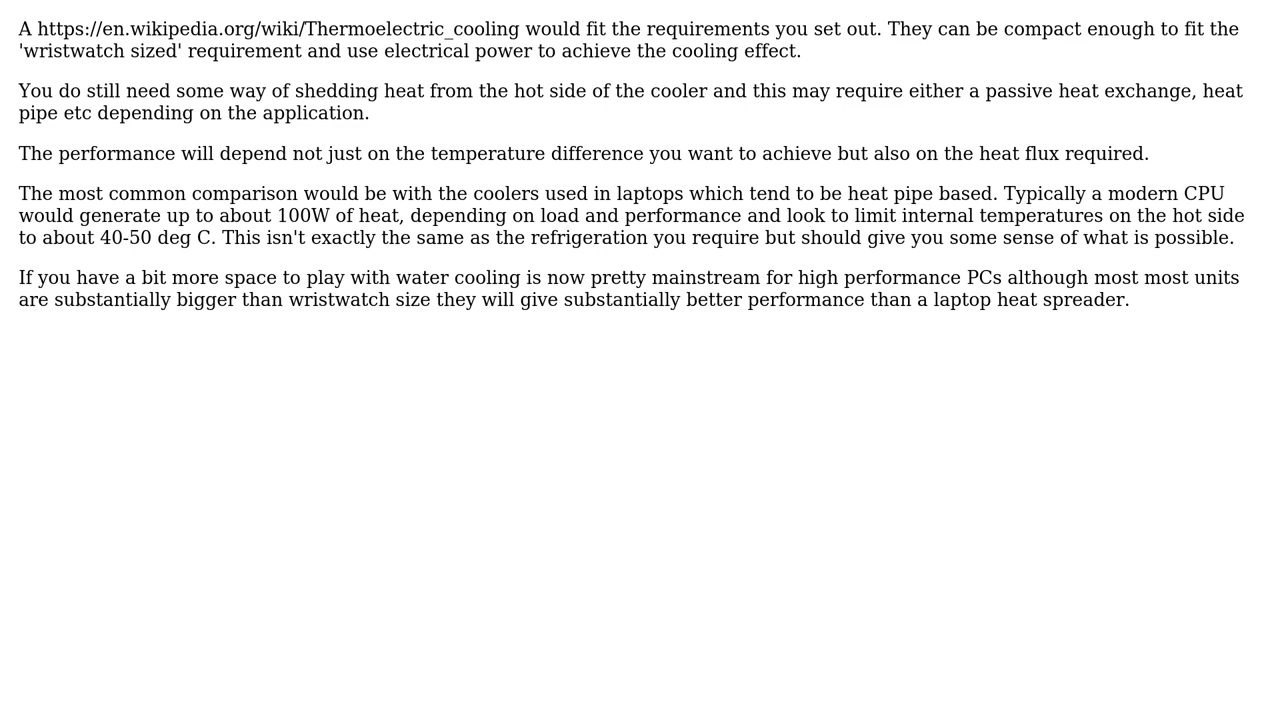 A https://en.wikipedia.org/wiki/Thermoelectric_cooling would fit the requirements you set out. They can be compact enough to fit the
'wristwatch sized' requirement and use electrical power to achieve the cooling effect.
You do still need some way of shedding heat from the hot side of the cooler and this may require either a passive heat exchange, heat
pipe etc depending on the application.
The performance will depend not just on the temperature difference you want to achieve but also on the heat flux required.
The most common comparison would be with the coolers used in laptops which tend to be heat pipe based. Typically a modern CPU
would generate up to about 100W of heat, depending on load and performance and look to limit internal temperatures on the hot side
to about 40-50 deg C. This isn't exactly the same as the refrigeration you require but should give you some sense of what is possible.
If you have a bit more space to play with water cooling is now pretty mainstream for high performance PCs although most most units
are substantially bigger than wristwatch size they will give substantially better performance than a laptop heat spreader.